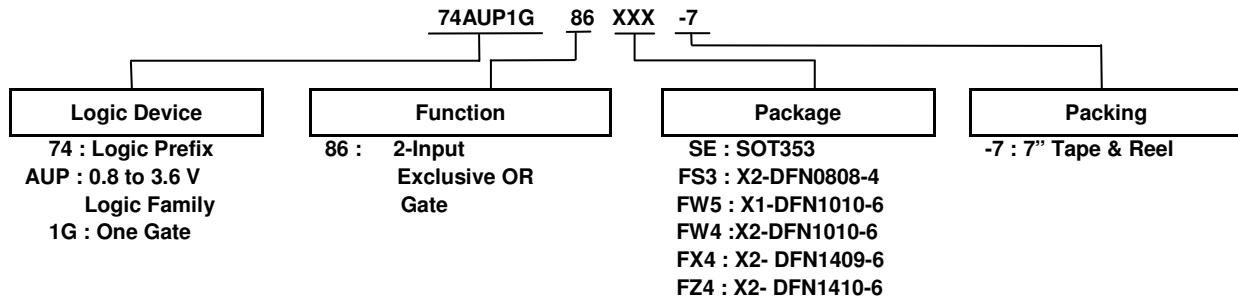 74AUP1G 86 XXX -7
Logic Device
74 : Logic Prefix
AUP : 0.8 to 3.6 V
Logic Family
1G : One Gate
Function
86 : 2-Input
Exclusive OR
Gate
Package
SE : SOT353
FS3 : X2-DFN0808-4
FW5 : X1-DFN1010-6
FW4 :X2-DFN1010-6
FX4 : X2- DFN1409-6
FZ4 : X2- DFN1410-6
Packing
-7 : 7” Tape & Reel